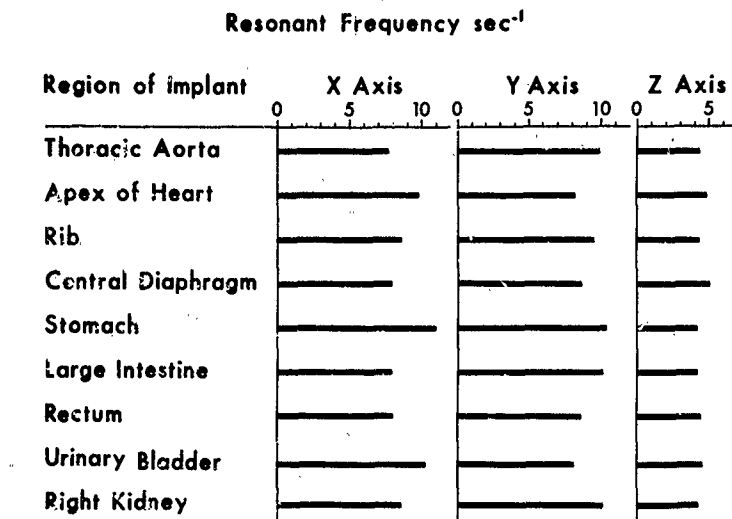 Resonant Frequency sec⁻¹
Region of Implant X Axis Y Axis Z Axis
0 5 10 0 5 10 0 5
Thoracic Aorta
Apex of Heart
Rib
Central Diaphragm
Stomach
Large Intestine
Rectum
Urinary Bladder
Right Kidney